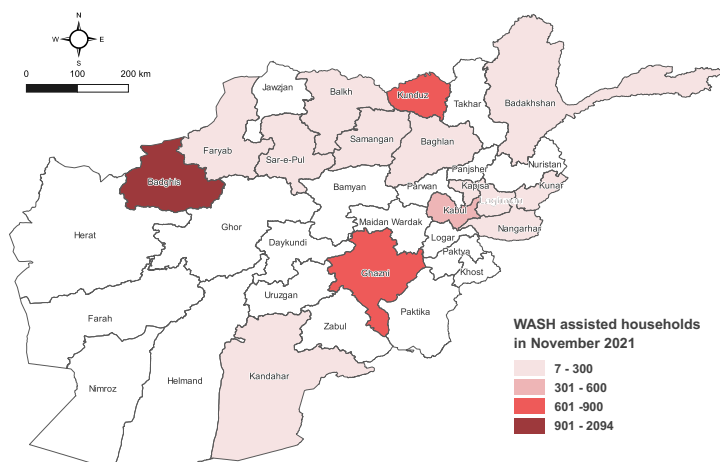 N
W E
S
0 100 200 km
Jawzjan
Balkh
Kunduz
Takhar
Badakhshan
Faryab
Sar-e-Pul
Samangan
Baghlan
Badghis
Panjsher
Nuristan
Bamyan
Parwan
Kapisa
Kunar
Kabul
Nangarhar
Herat
Ghor
Maidan Wardak
Daykundi
Logar
Paktya
Khost
Ghazni
Uruzgan
Paktika
Farah
Zabul
Nimroz
Helmand
Kandahar
WASH assisted households
in November 2021
7 - 300
301 - 600
601 -900
901 - 2094